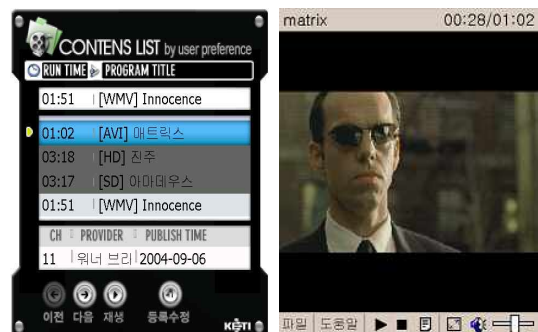 CONTENS LIST by user preference
RUN TIME PROGRAM TITLE
01:51 [WMV] Innocence
01:02 [AVI] 매트릭스
03:18 [HD] 진주
03:17 [SD] 아마데우스
01:51 [WMV] Innocence
CH PROVIDER PUBLISH TIME
11 워너 브리 2004-09-06
이전 다음 재생 등록수정
KETI
matrix 00:28/01:02
파일 도움말